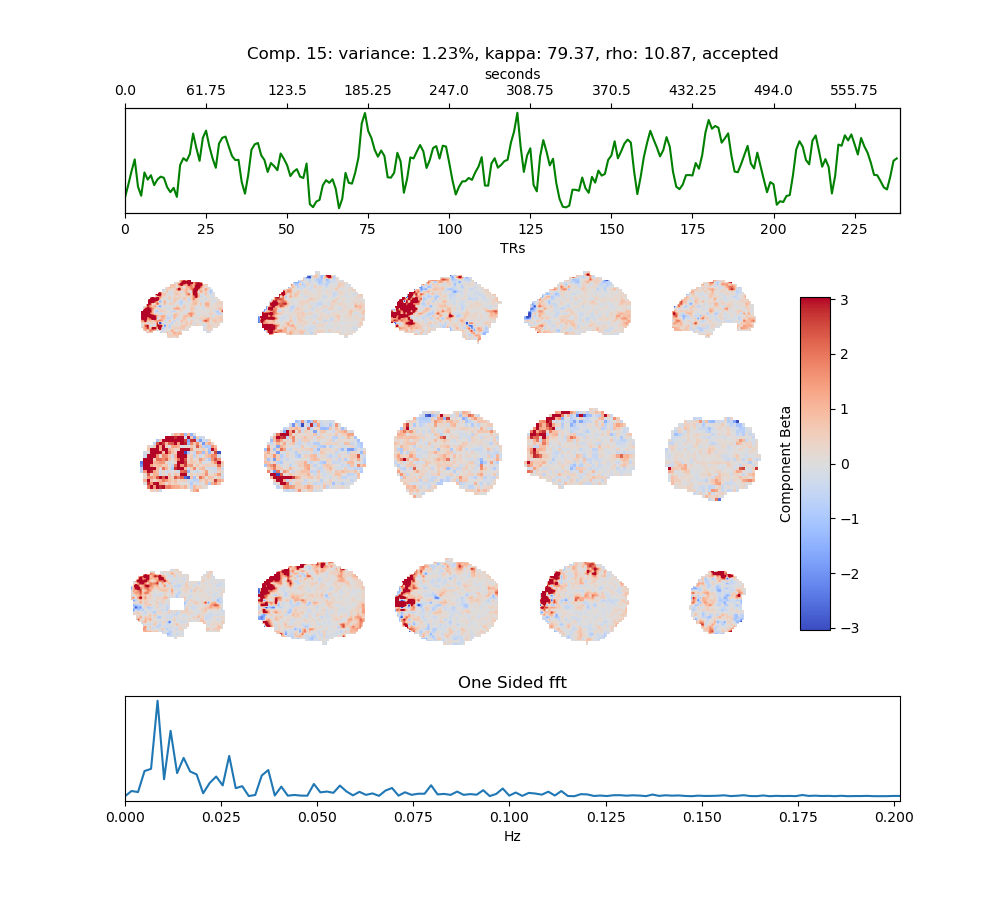 Comp. 15: variance: 1.23%, kappa: 79.37, rho: 10.87, accepted
seconds
0.0 61.75 123.5 185.25 247.0 308.75 370.5 432.25 494.0 555.75
0 25 50 75 100 125 150 175 200 225
TRs
3
2
1
0
−1
−2
−3
Component Beta
One Sided fft
0.000 0.025 0.050 0.075 0.100 0.125 0.150 0.175 0.200
Hz